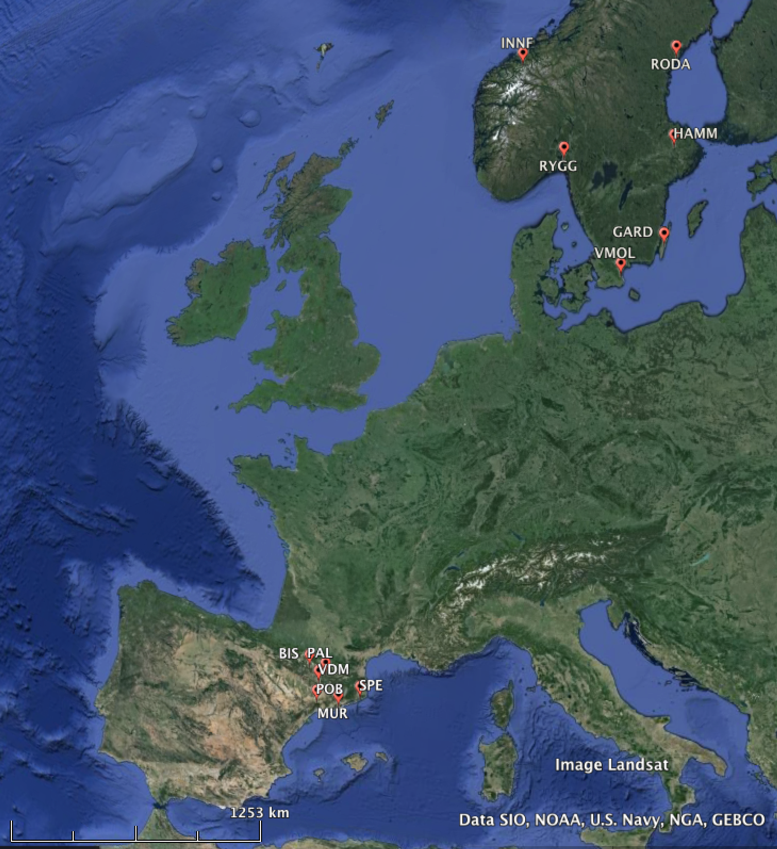 INNF
RODA
HAMM
RYGG
GARD
VMOL
BIS PAL
VDM
POB SPE
MUR
Image Landsat
1253 km
Data SIO, NOAA, U.S. Navy, NGA, GEBCO